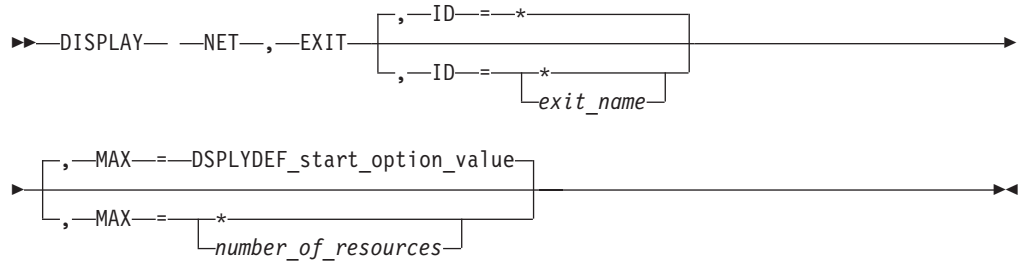 , ID = *
DISPLAY NET , EXIT
, ID = *
exit_name
, MAX = DSPLYDEF_start_option_value
, MAX = *
number_of_resources